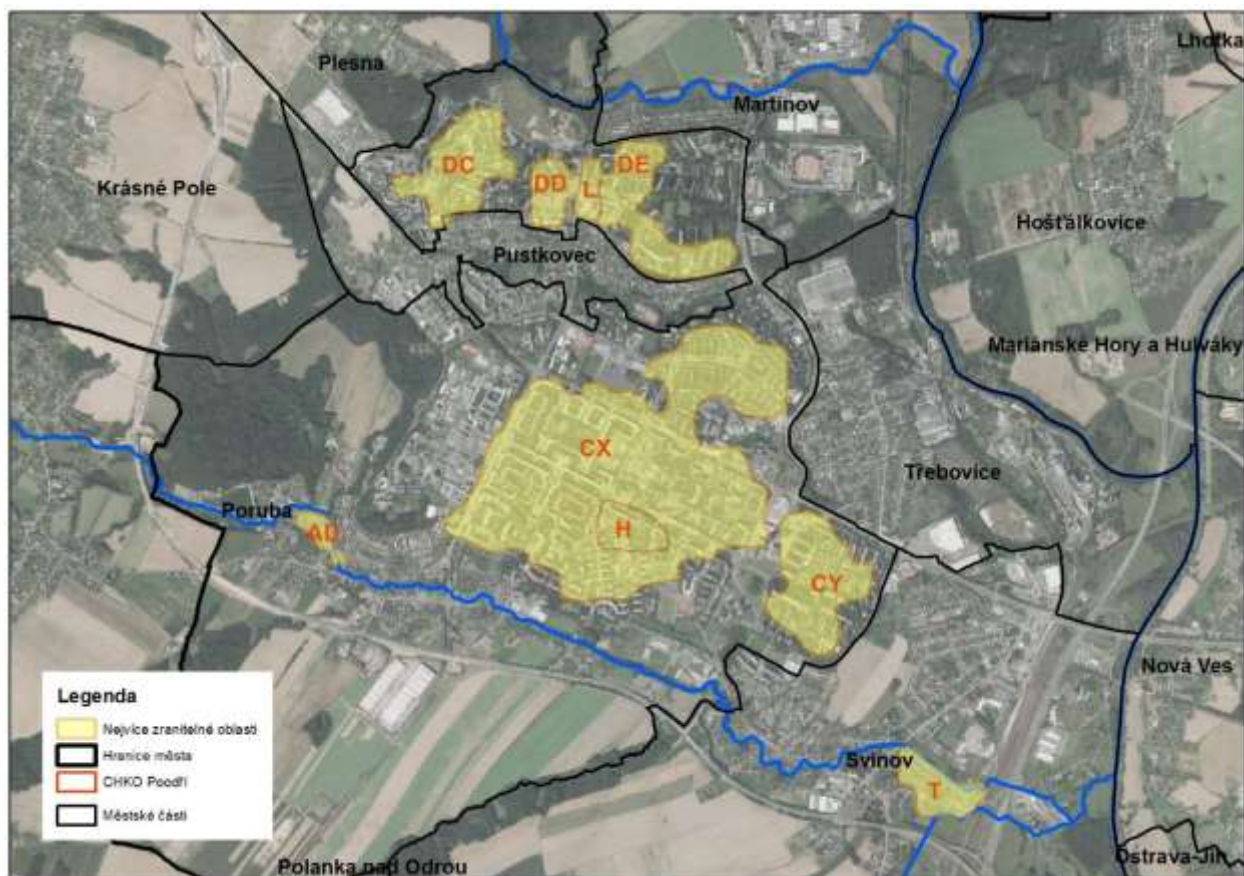 Lhotka
Plesná
Martinov
DC
DD
L
DE
Krásné Pole
Hošťálkovice
Pustkovec
Mariánské Hory a Hulváky
CX
Třebovice
Poruba
AD
H
CY
Nová Ves
Svinov
T
Ostrava-Jih
Polanka nad Odrou
Legenda
Nejvíce zranitelné oblasti
Hranice města
CHKO Poodří
Městské části